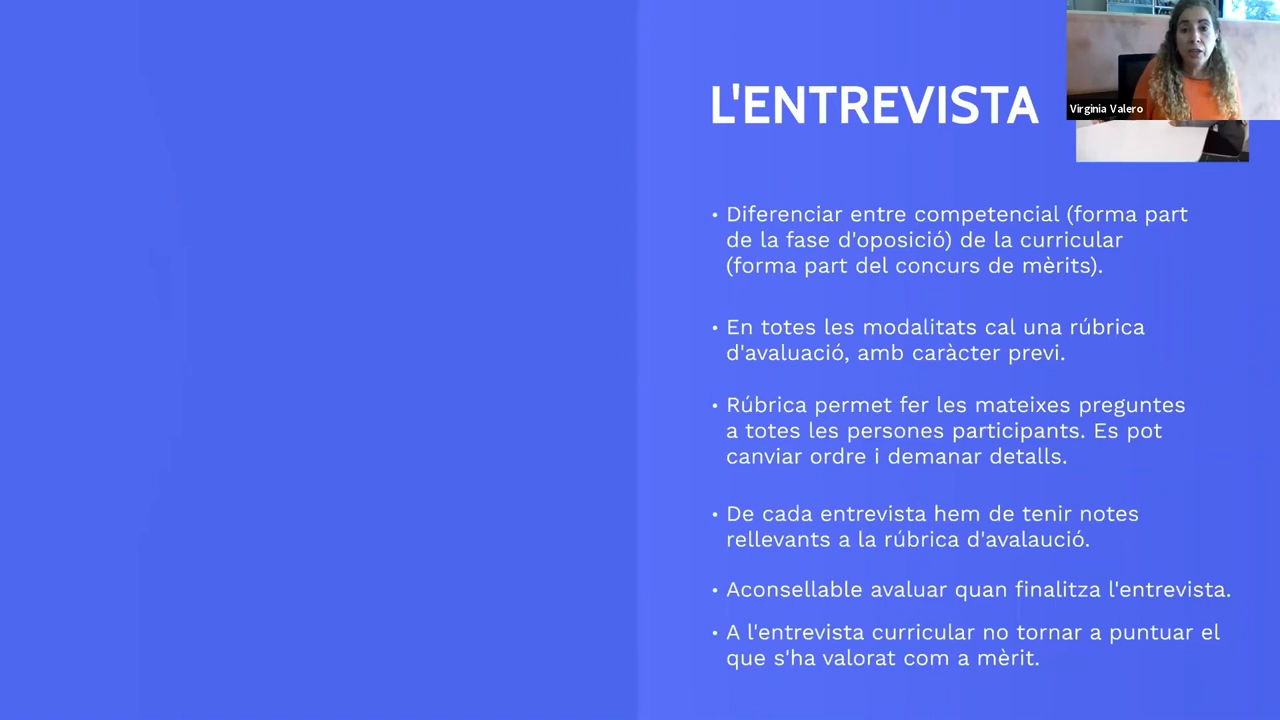 L'ENTREVISTA
Virginia Valero
• Diferenciar entre competencial (forma part
de la fase d'oposició) de la curricular
(forma part del concurs de mèrits).
• En totes les modalitats cal una rúbrica
d'avaluació, amb caràcter previ.
• Rúbrica permet fer les mateixes preguntes
a totes les persones participants. Es pot
canviar ordre i demanar detalls.
• De cada entrevista hem de tenir notes
rellevants a la rúbrica d'avalaució.
• Aconsellable avaluar quan finalitza l'entrevista.
• A l'entrevista curricular no tornar a puntuar el
que s'ha valorat com a mèrit.